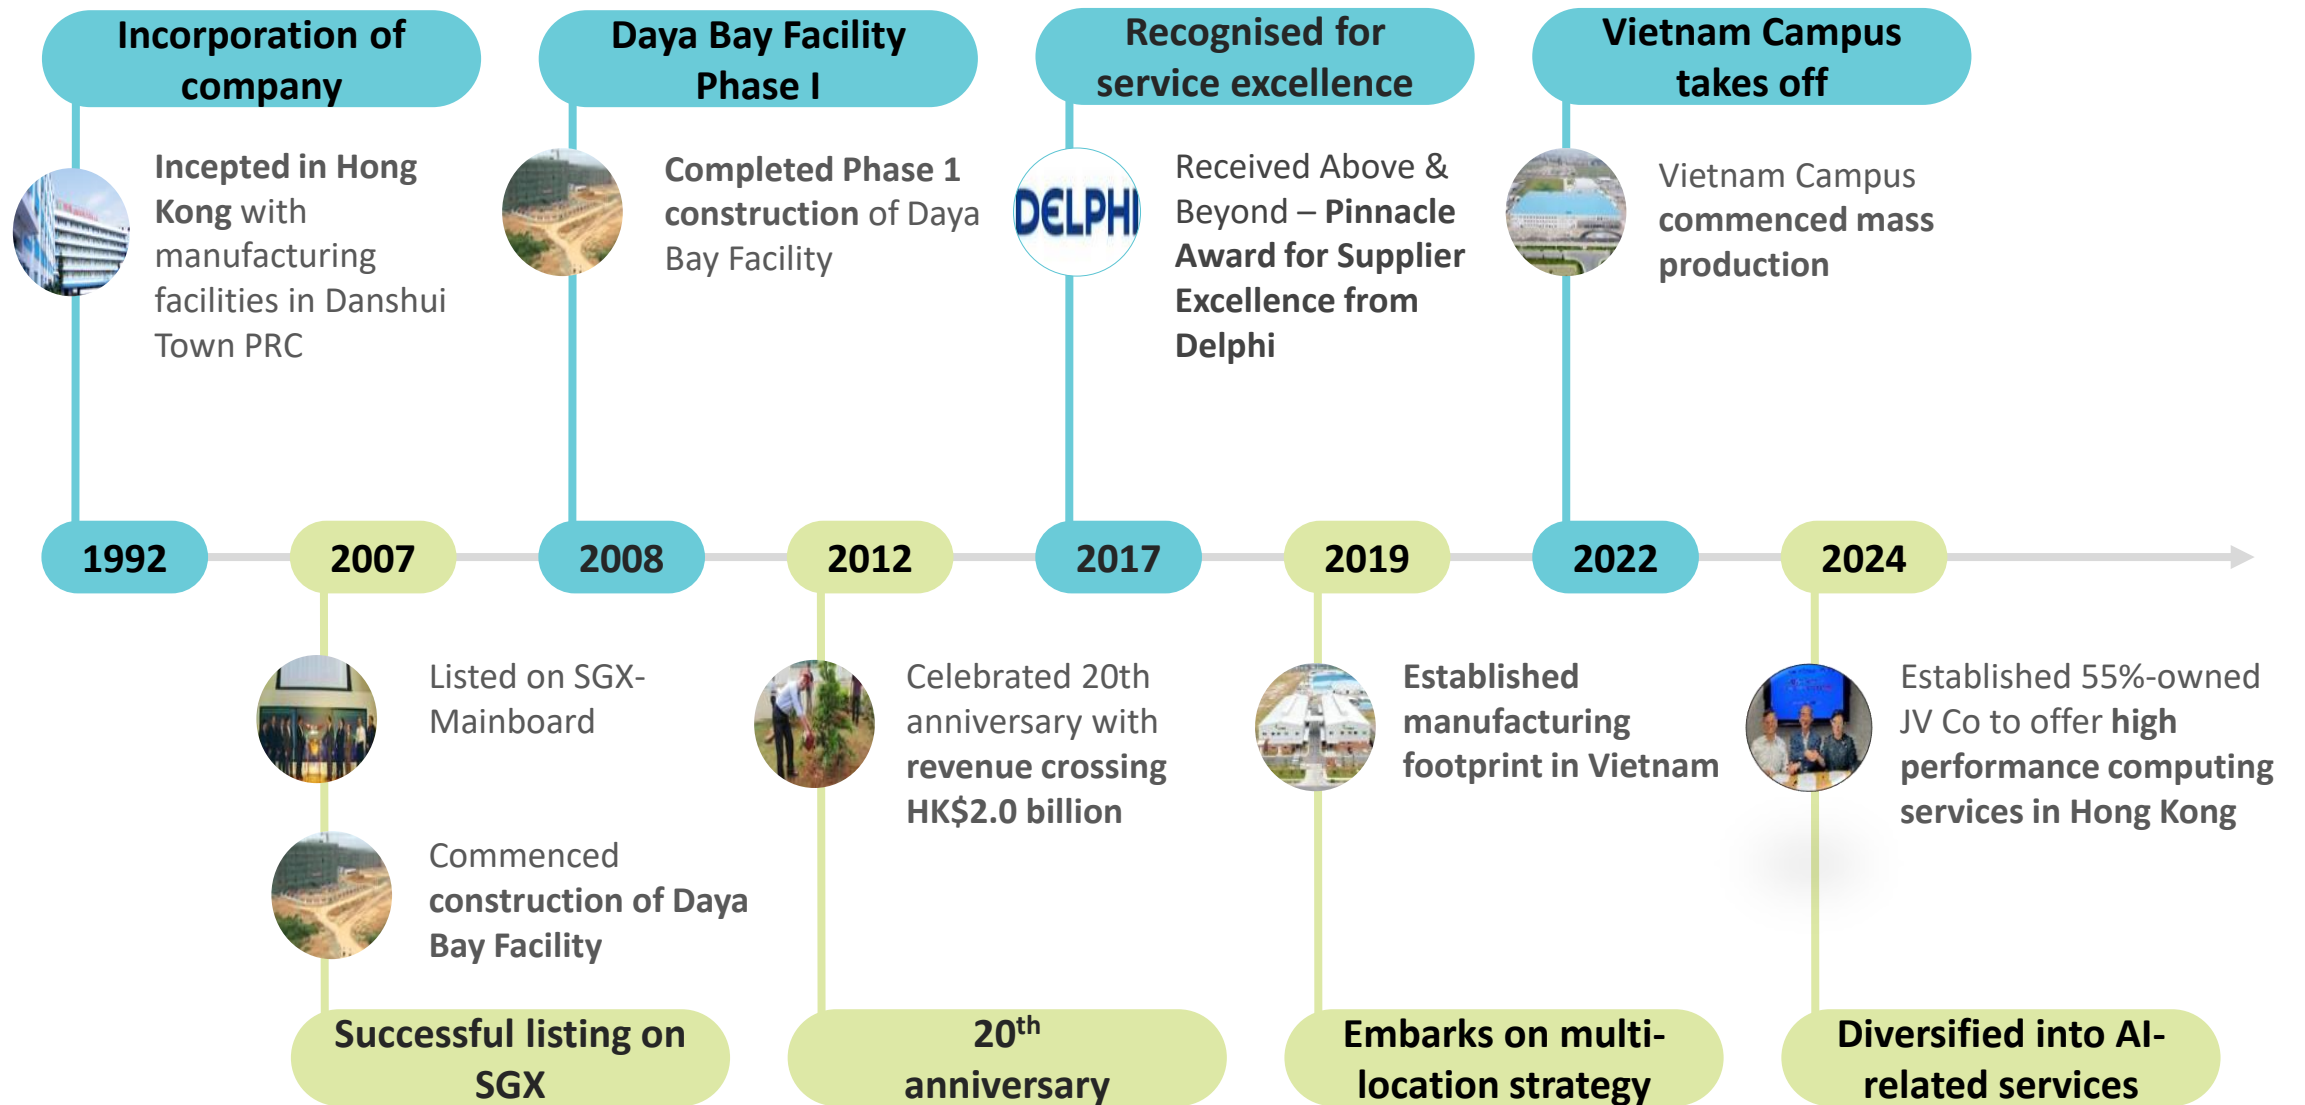 Incorporation of
company
Incepted in Hong
Kong with
manufacturing
facilities in Danshui
Town PRC
Daya Bay Facility
Phase I
Completed Phase 1
construction of Daya
Bay Facility
Recognised for
service excellence
DELPHI
Received Above &
Beyond – Pinnacle
Award for Supplier
Excellence from
Delphi
Vietnam Campus
takes off
Vietnam Campus
commenced mass
production
1992
2007
2008
2012
2017
2019
2022
2024
Listed on SGX-
Mainboard
Commenced
construction of Daya
Bay Facility
Successful listing on
SGX
Celebrated 20th
anniversary with
revenue crossing
HK$2.0 billion
20th
anniversary
Established
manufacturing
footprint in Vietnam
Embarks on multi-
location strategy
Established 55%-owned
JV Co to offer high
performance computing
services in Hong Kong
Diversified into AI-
related services